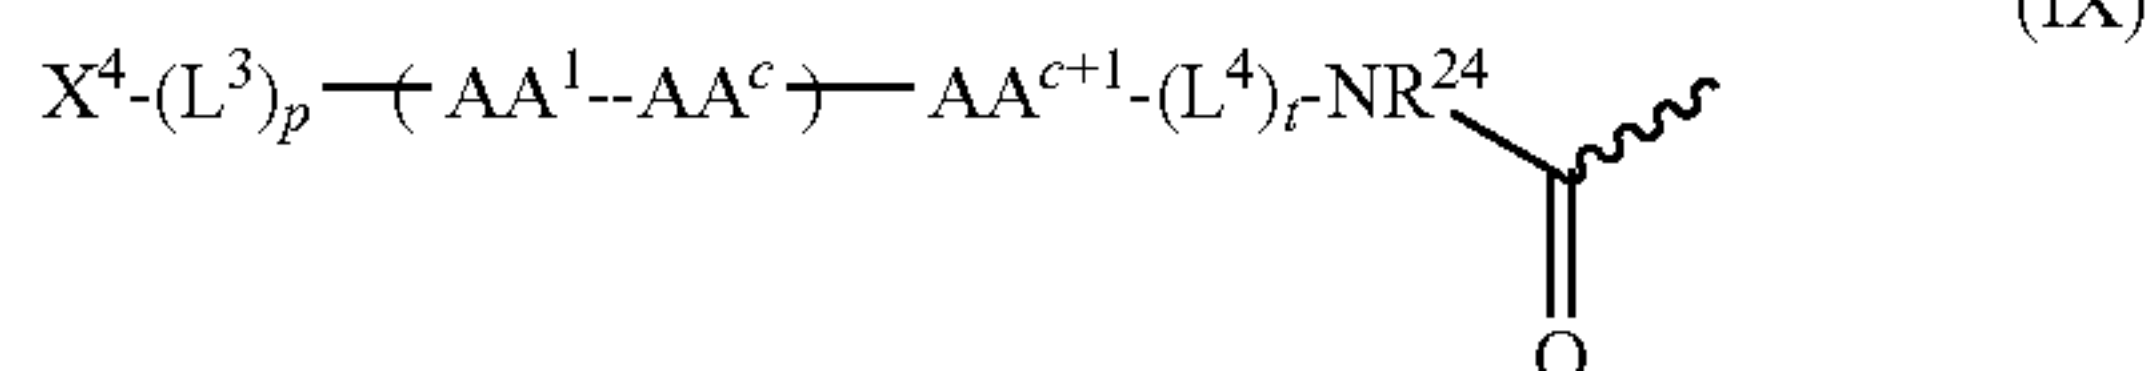 (IX)
X⁴-(L³)ₚ—( AA¹--AAᶜ )—AAᶜ⁺¹-(L⁴)ₜ-NR²⁴
O